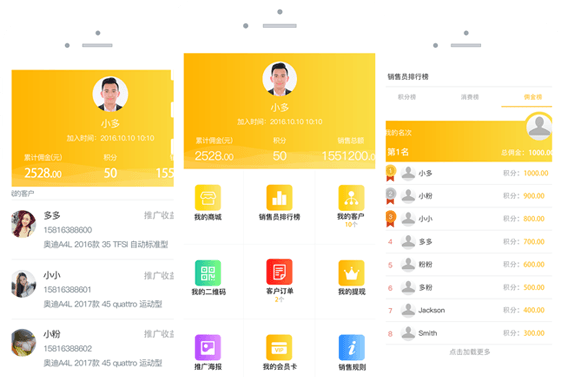 小多
加入时间：2016.10.10 10:10
累计佣金(元)
积分
2528.00
50
155
我的客户
多多
推广收益
15816388600
奥迪A4L 2016款 35 TFSI 自动标准型
小小
推广收益
15816388601
奥迪A4L 2017款 45 quattro 运动型
小粉
推广收益
15816388602
奥迪A4L 2017款 45 quattro 运动型
小多
加入时间：2016.10.10 10:10
累计佣金(元)
积分
销售总额
2528.00
50
1551200.0
我的商城
销售员排行榜
我的客户
10个
我的二维码
客户订单
2个
我的提现
VIP
推广海报
我的会员卡
销售规则
销售员排行榜
积分榜
消费榜
佣金榜
我的名次
第1名
总佣金：1000.00
1
小多
积分：1000.00
2
小粉
积分：900.00
3
小小
积分：800.00
4
多多
积分：700.00
5
粉粉
积分：600.00
6
多粉
积分：500.00
7
Jackson
积分：400.00
8
Smith
积分：300.00
点击加载更多